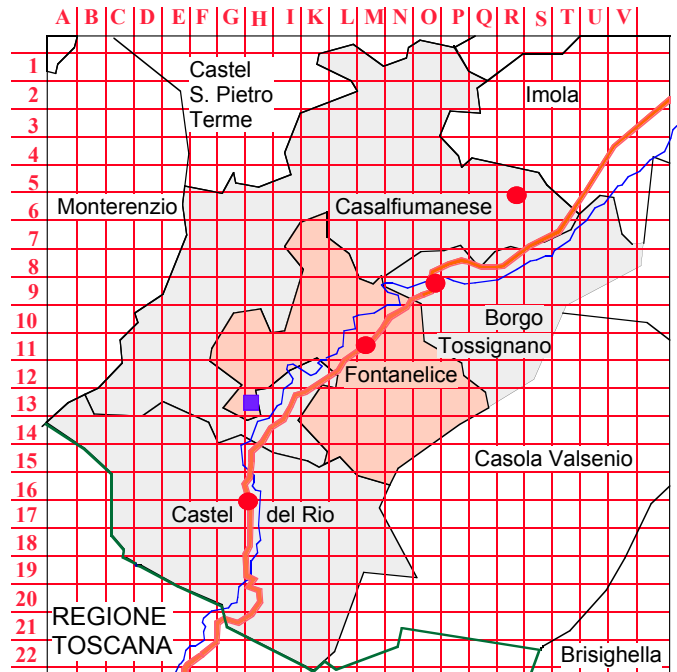 A B C D E F G H I K L M N O P Q R S T U V
1
Castel
2
S. Pietro
Imola
Terme
3
4
5
Monterenzio
6
Casalfiumanese
7
8
9
10
Borgo
11
Tossignano
12
Fontanelice
13
14
15
Casola Valsenio
16
17
Castel del Rio
18
19
20
REGIONE
21
TOSCANA
22
Brisighella